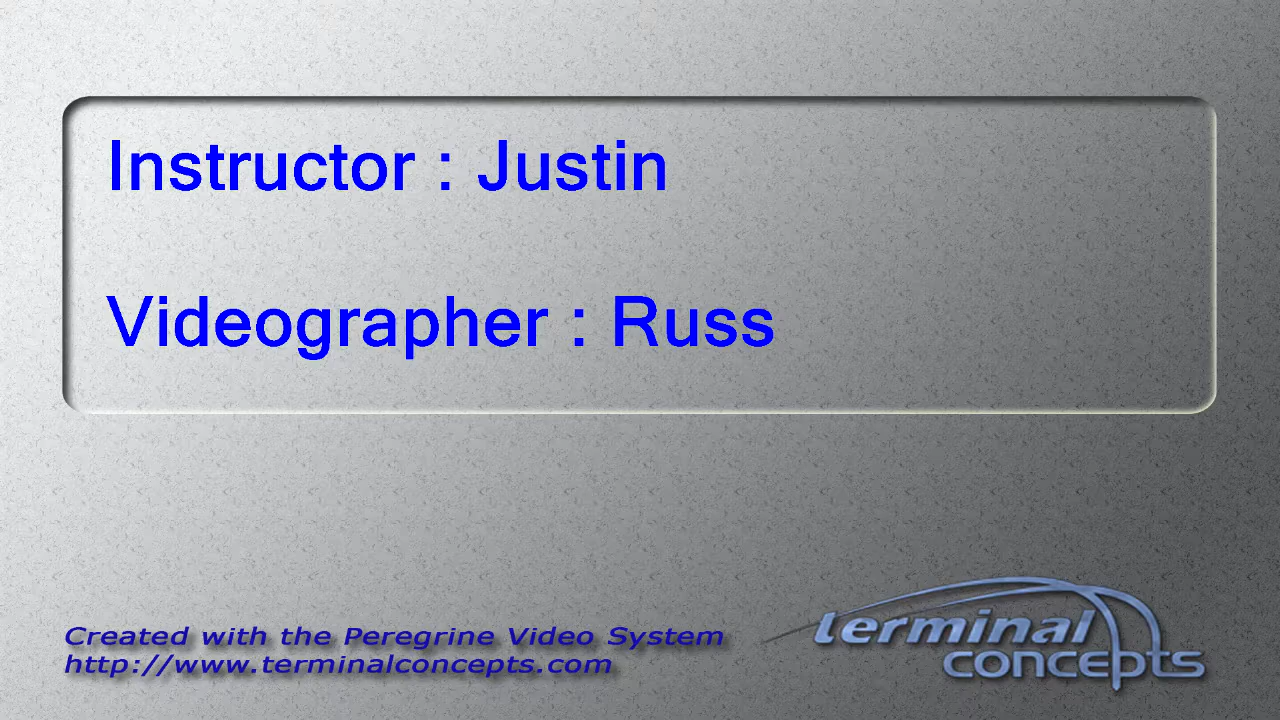 Instructor : Justin
Videographer : Russ
Created with the Peregrine Video System
http://www.terminalconcepts.com
terminal
concepts